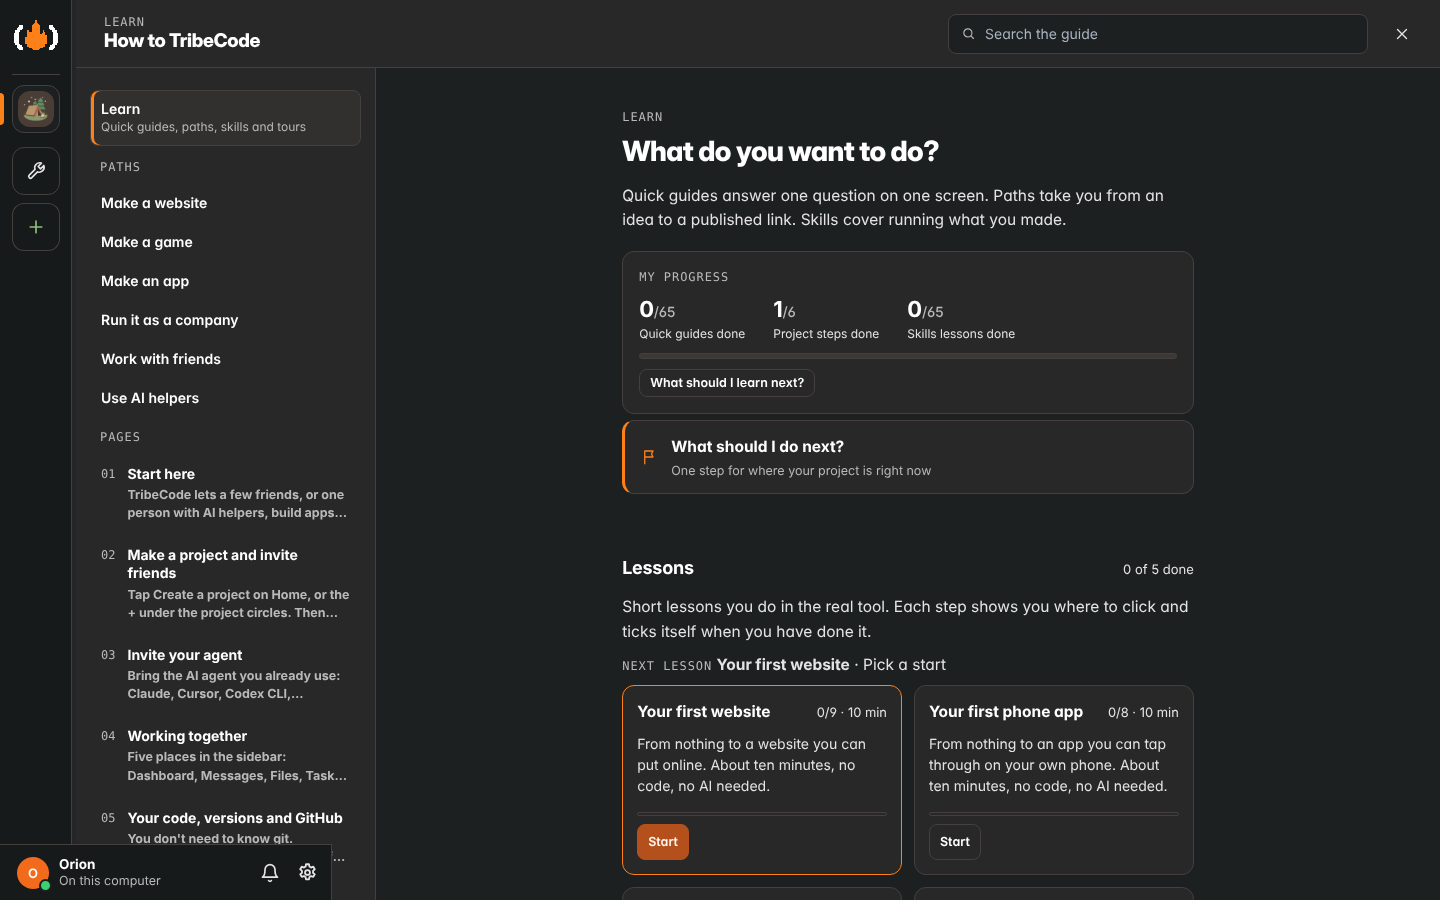 LEARN
How to TribeCode
Search the guide
Learn
Quick guides, paths, skills and tours
PATHS
Make a website
Make a game
Make an app
Run it as a company
Work with friends
Use AI helpers
PAGES
01 Start here
TribeCode lets a few friends, or one
person with AI helpers, build apps...
02 Make a project and invite
friends
Tap Create a project on Home, or the
+ under the project circles. Then...
03 Invite your agent
Bring the AI agent you already use:
Claude, Cursor, Codex CLI,...
04 Working together
Five places in the sidebar:
Dashboard, Messages, Files, Task...
05 Your code, versions and GitHub
You don't need to know git.
...
O
Orion
On this computer
LEARN
What do you want to do?
Quick guides answer one question on one screen. Paths take you from an
idea to a published link. Skills cover running what you made.
MY PROGRESS
0/65 1/6 0/65
Quick guides done Project steps done Skills lessons done
What should I learn next?
What should I do next?
One step for where your project is right now
Lessons 0 of 5 done
Short lessons you do in the real tool. Each step shows you where to click and
ticks itself when you have done it.
NEXT LESSON Your first website · Pick a start
Your first website 0/9 · 10 min
From nothing to a website you can
put online. About ten minutes, no
code, no AI needed.
Start
Your first phone app 0/8 · 10 min
From nothing to an app you can tap
through on your own phone. About
ten minutes, no code, no AI needed.
Start